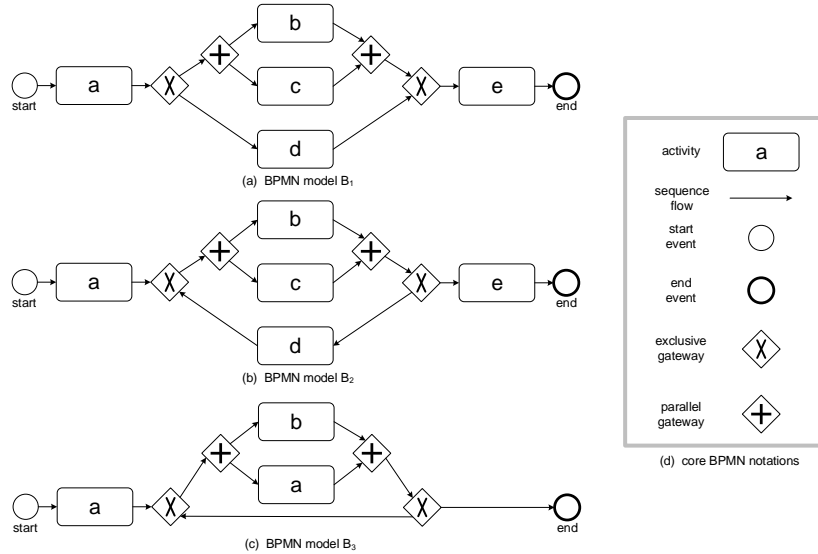 b
a
c
e
start
end
d
(a) BPMN model B₁
b
a
c
e
start
end
d
(b) BPMN model B₂
b
a
a
start
end
(c) BPMN model B₃
activity
a
sequence
flow
start
event
end
event
exclusive
gateway
parallel
gateway
(d) core BPMN notations